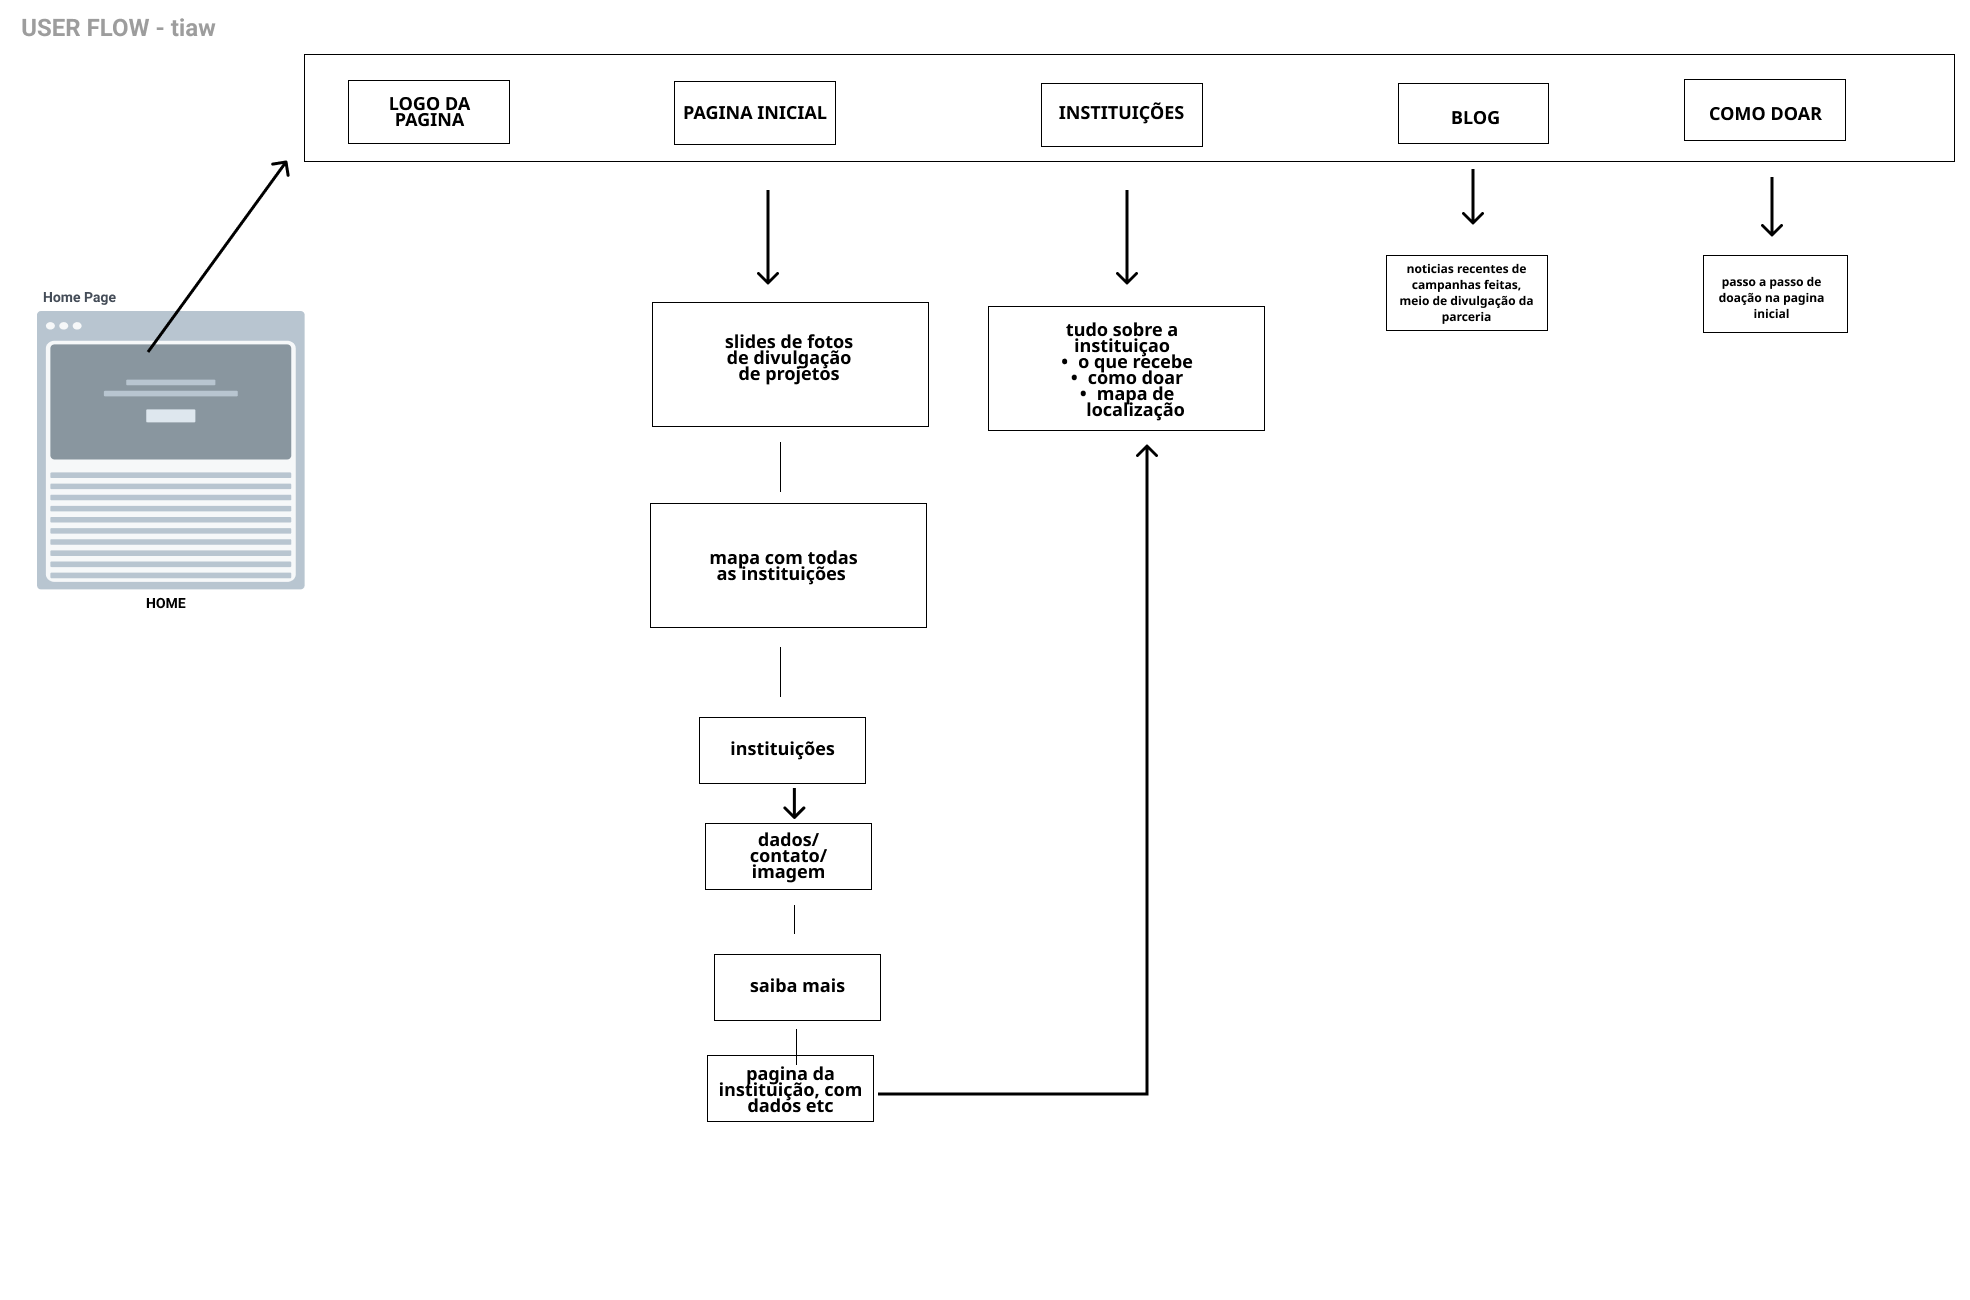 USER FLOW - tiaw
LOGO DA
PAGINA
PAGINA INICIAL
INSTITUIÇÕES
BLOG
COMO DOAR
Home Page
HOME
slides de fotos
de divulgação
de projetos
mapa com todas
as instituições
instituições
dados/
contato/
imagem
saiba mais
pagina da
instituição, com
dados etc
tudo sobre a
instituiçao
• o que recebe
• como doar
• mapa de
localização
noticias recentes de
campanhas feitas,
meio de divulgação da
parceria
passo a passo de
doação na pagina
inicial